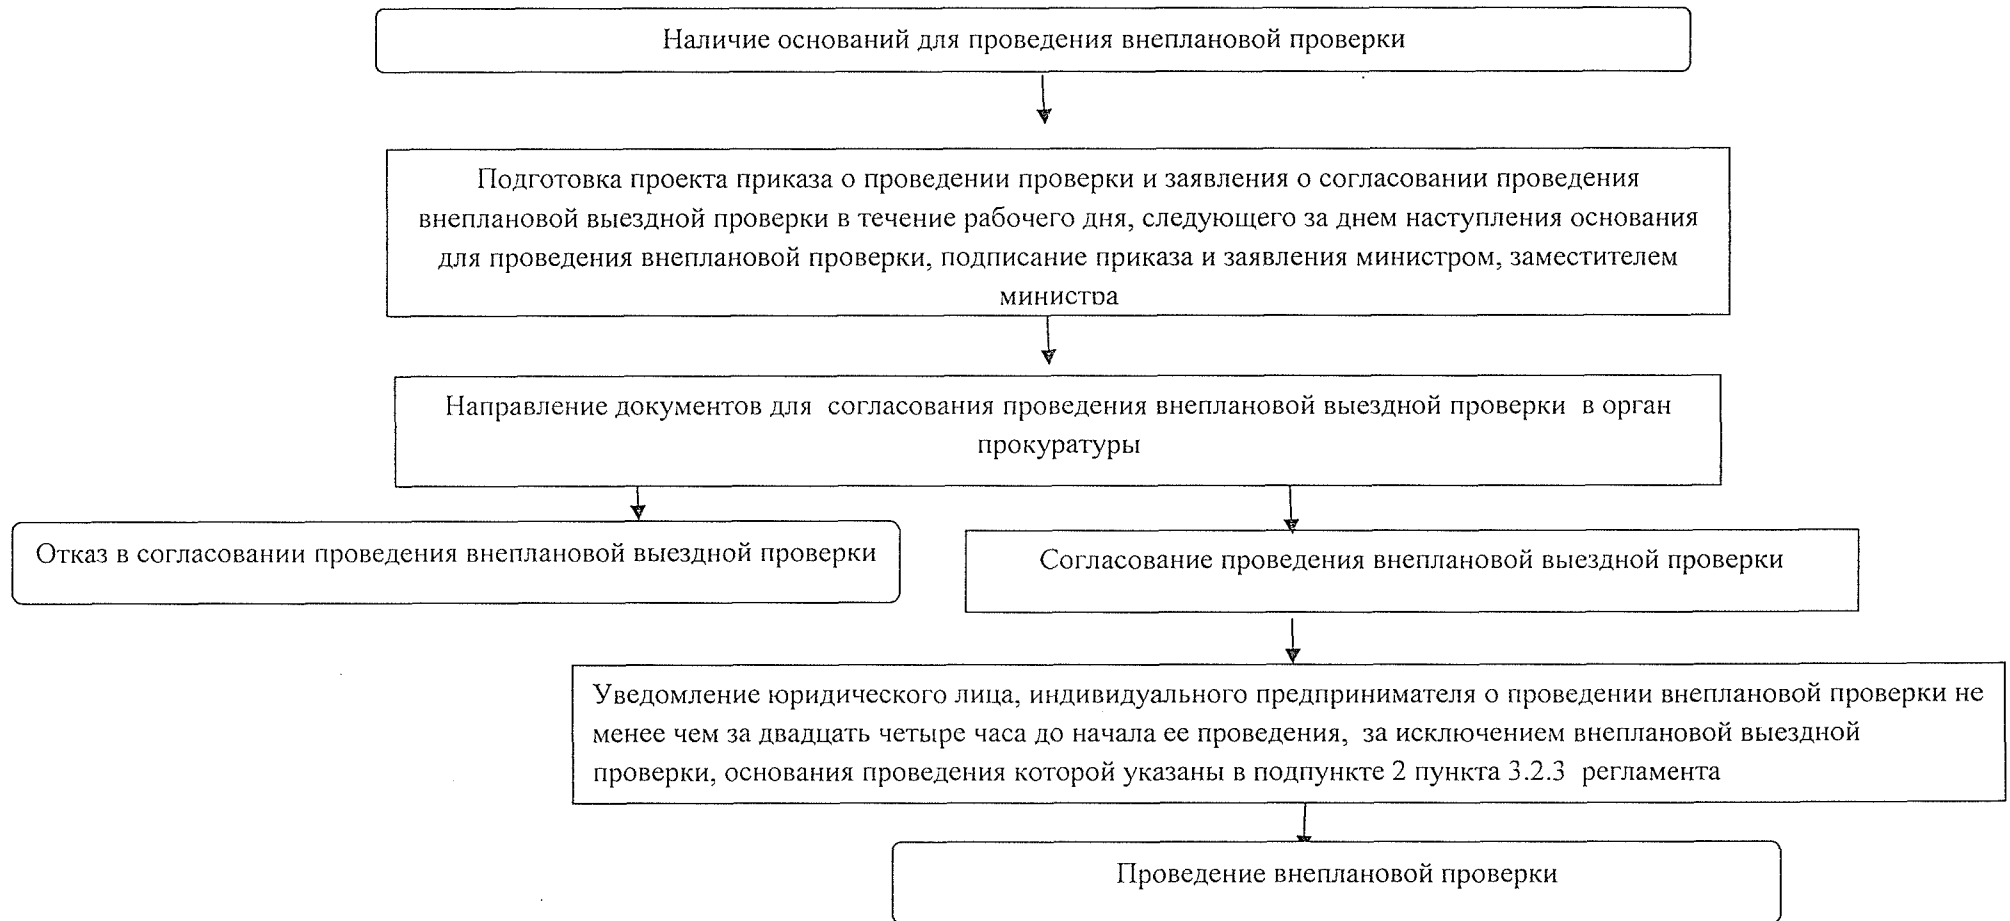 Наличие оснований для проведения внеплановой проверки
Подготовка проекта приказа о проведении проверки и заявления о согласовании проведения
внеплановой выездной проверки в течение рабочего дня, следующего за днем наступления основания
для проведения внеплановой проверки, подписание приказа и заявления министром, заместителем
министра
Направление документов для согласования проведения внеплановой выездной проверки в орган
прокуратуры
Отказ в согласовании проведения внеплановой выездной проверки
Согласование проведения внеплановой выездной проверки
Уведомление юридического лица, индивидуального предпринимателя о проведении внеплановой проверки не
менее чем за двадцать четыре часа до начала ее проведения, за исключением внеплановой выездной
проверки, основания проведения которой указаны в подпункте 2 пункта 3.2.3 регламента
Проведение внеплановой проверки